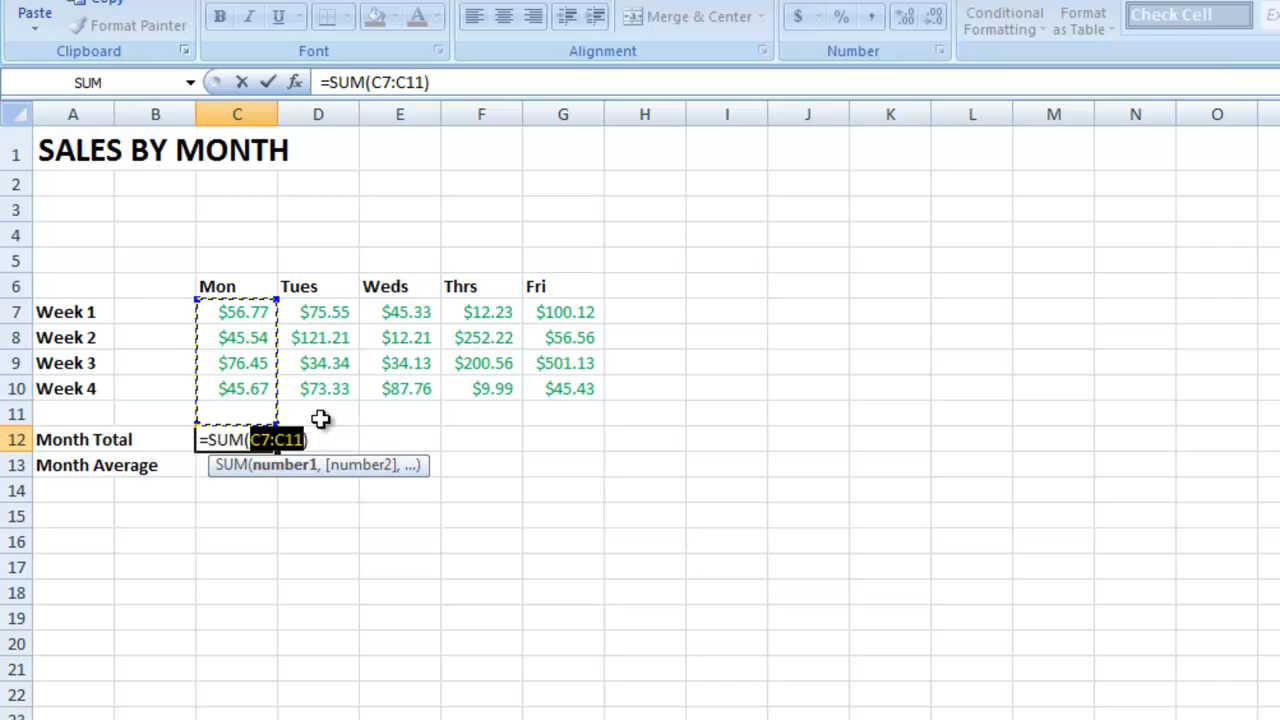 Paste
Copy
Format Painter
Conditional Formatting
Format as Table
Check Cell
Ex
B I U A
Merge & Center
$ % ,
Clipboard
Font
Alignment
Number
SUM
fx
=SUM(C7:C11)
A B C D E F G H I J K L M N O
1 SALES BY MONTH
2
3
4
5
6 Mon Tues Weds Thrs Fri
7 Week 1 $56.77 $75.55 $45.33 $12.23 $100.12
8 Week 2 $45.54 $121.21 $12.21 $252.22 $56.56
9 Week 3 $76.45 $34.34 $34.13 $200.56 $501.13
10 Week 4 $45.67 $73.33 $87.76 $9.99 $45.43
11
12 Month Total =SUM(C7:C11)
13 Month Average SUM(number1, [number2], ...)
14
15
16
17
18
19
20
21
22
23